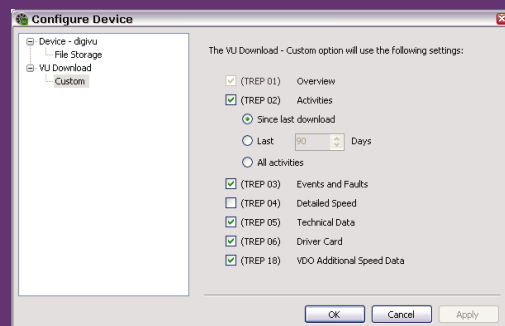 Configure Device
Device - digivu
File Storage
VU Download
Custom
The VU Download - Custom option will use the following settings:
(TREP 01) Overview
(TREP 02) Activities
Since last download
Last 90 Days
All activities
(TREP 03) Events and Faults
(TREP 04) Detailed Speed
(TREP 05) Technical Data
(TREP 06) Driver Card
(TREP 18) VDO Additional Speed Data
OK Cancel Apply